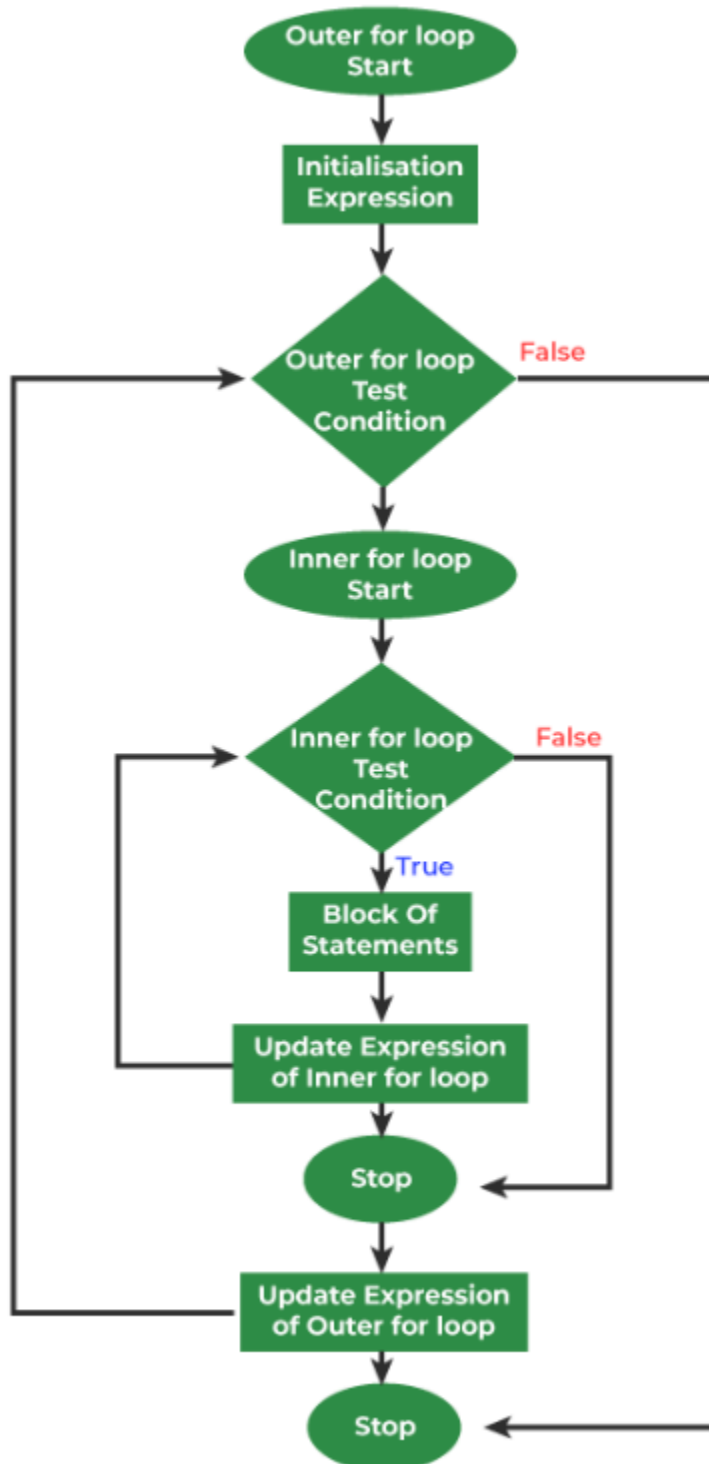 Outer for loop
Start
Initialisation
Expression
Outer for loop
Test
Condition
False
Inner for loop
Start
Inner for loop
Test
Condition
False
True
Block Of
Statements
Update Expression
of Inner for loop
Stop
Update Expression
of Outer for loop
Stop